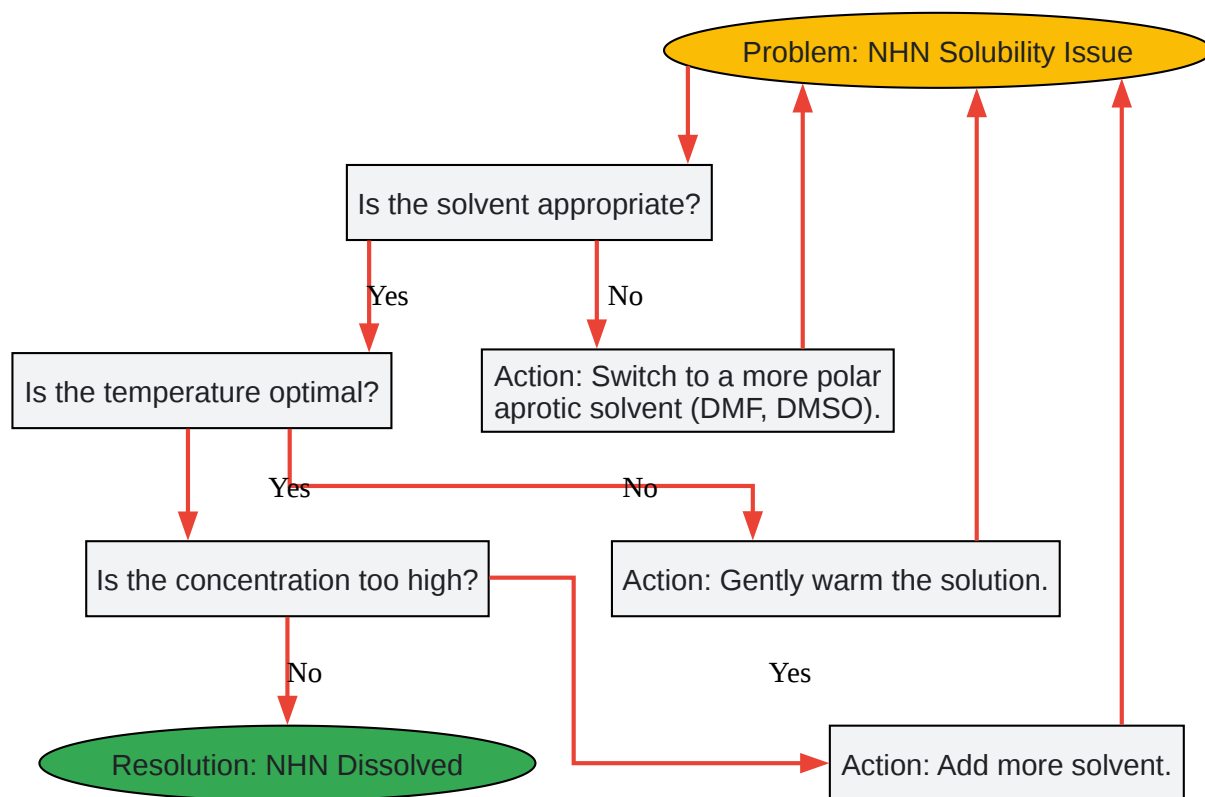 Problem: NHN Solubility Issue
Is the solvent appropriate?
Yes
No
Is the temperature optimal?
Action: Switch to a more polar
aprotic solvent (DMF, DMSO).
Yes
No
Is the concentration too high?
Action: Gently warm the solution.
No
Yes
Resolution: NHN Dissolved
Action: Add more solvent.